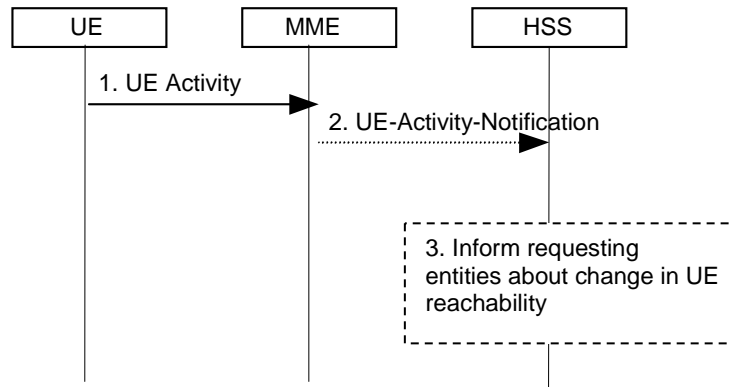 UE
MME
HSS
1. UE Activity
2. UE-Activity-Notification
3. Inform requesting
entities about change in UE
reachability